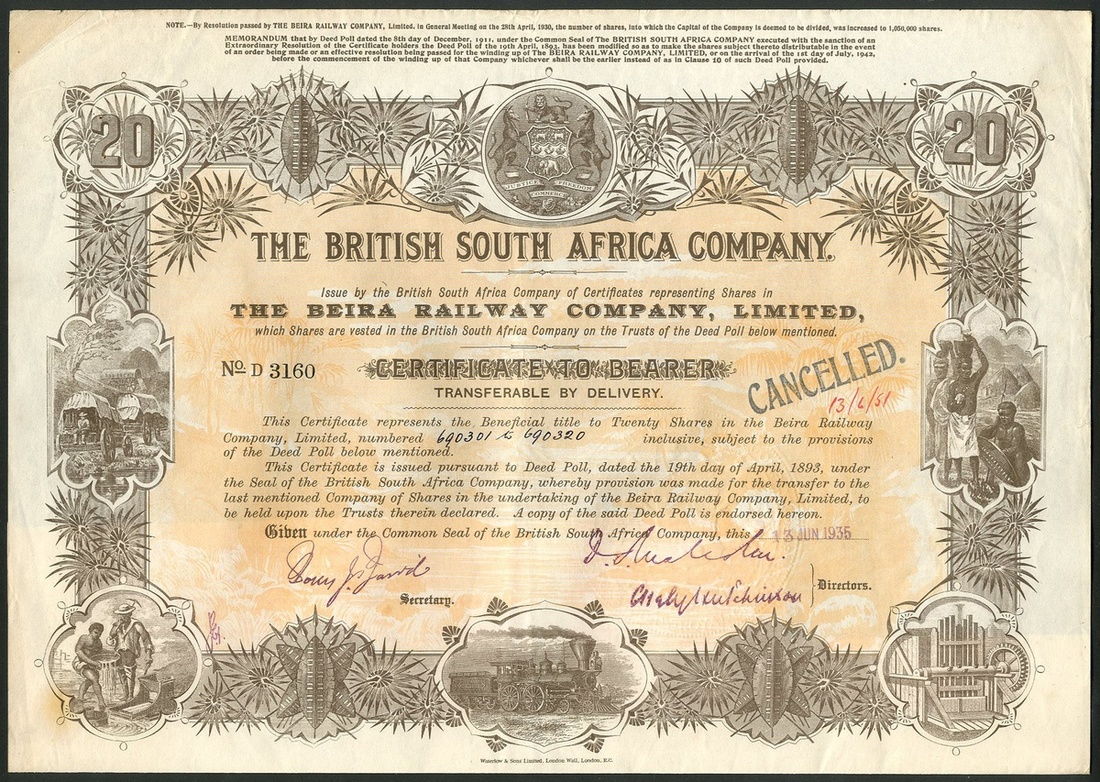 NOTE.—By Resolution passed by THE BEIRA RAILWAY COMPANY, Limited, in General Meeting on the 28th April, 1930, the number of shares, into which the Capital of the Company is deemed to be divided, was increased to 1,050,000 shares.
MEMORANDUM that by Deed Poll dated the 8th day of December, 1911, under the Common Seal of The BRITISH SOUTH AFRICA COMPANY executed with the sanction of an
Extraordinary Resolution of the Certificate holders the Deed Poll of the 19th April, 1893, has been modified so as to make the shares subject thereto distributable in the event
of an order being made or an effective resolution being passed for the winding up of The BEIRA RAILWAY COMPANY, LIMITED, or on the arrival of the 1st day of July, 1942,
before the commencement of the winding up of that Company whichever shall be the earlier instead of as in Clause 10 of such Deed Poll provided.
20
20
JUSTICE FREEDOM
COMMERCE
THE BRITISH SOUTH AFRICA COMPANY.
Issue by the British South Africa Company of Certificates representing Shares in
THE BEIRA RAILWAY COMPANY, LIMITED,
which Shares are vested in the British South Africa Company on the Trusts of the Deed Poll below mentioned.
No. D 3160
CERTIFICATE TO BEARER
TRANSFERABLE BY DELIVERY.
CANCELLED.
13/6/51
This Certificate represents the Beneficial title to Twenty Shares in the Beira Railway
Company, Limited, numbered 690301 to 690320 inclusive, subject to the provisions
of the Deed Poll below mentioned.
This Certificate is issued pursuant to Deed Poll, dated the 19th day of April, 1893, under
the Seal of the British South Africa Company, whereby provision was made for the transfer to the
last mentioned Company of Shares in the undertaking of the Beira Railway Company, Limited, to
be held upon the Trusts therein declared. A copy of the said Deed Poll is endorsed hereon.
Given under the Common Seal of the British South Africa Company, this 13 JUN 1935
Secretary.
Directors.
Waterlow & Sons Limited, London Wall, London, E.C.